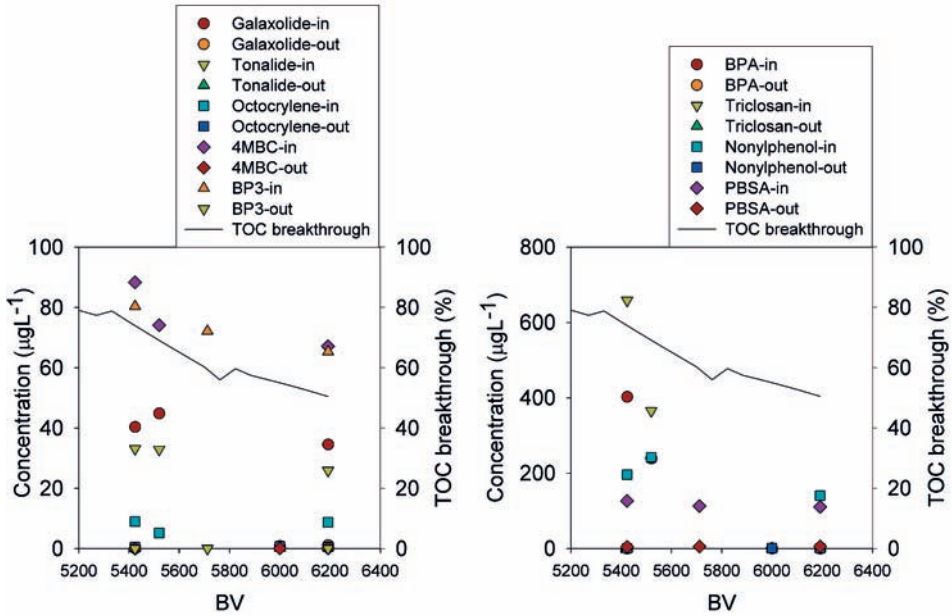 Galaxolide-in
Galaxolide-out
Tonalide-in
Tonalide-out
Octocrylene-in
Octocrylene-out
4MBC-in
4MBC-out
BP3-in
BP3-out
TOC breakthrough
100
80
60
40
20
0
Concentration (µgL⁻¹)
100
80
60
40
20
0
TOC breakthrough (%)
5200 5400 5600 5800 6000 6200 6400
BV
BPA-in
BPA-out
Triclosan-in
Triclosan-out
Nonylphenol-in
Nonylphenol-out
PBSA-in
PBSA-out
TOC breakthrough
800
600
400
200
0
Concentration (µgL⁻¹)
100
80
60
40
20
0
TOC breakthrough (%)
5200 5400 5600 5800 6000 6200 6400
BV